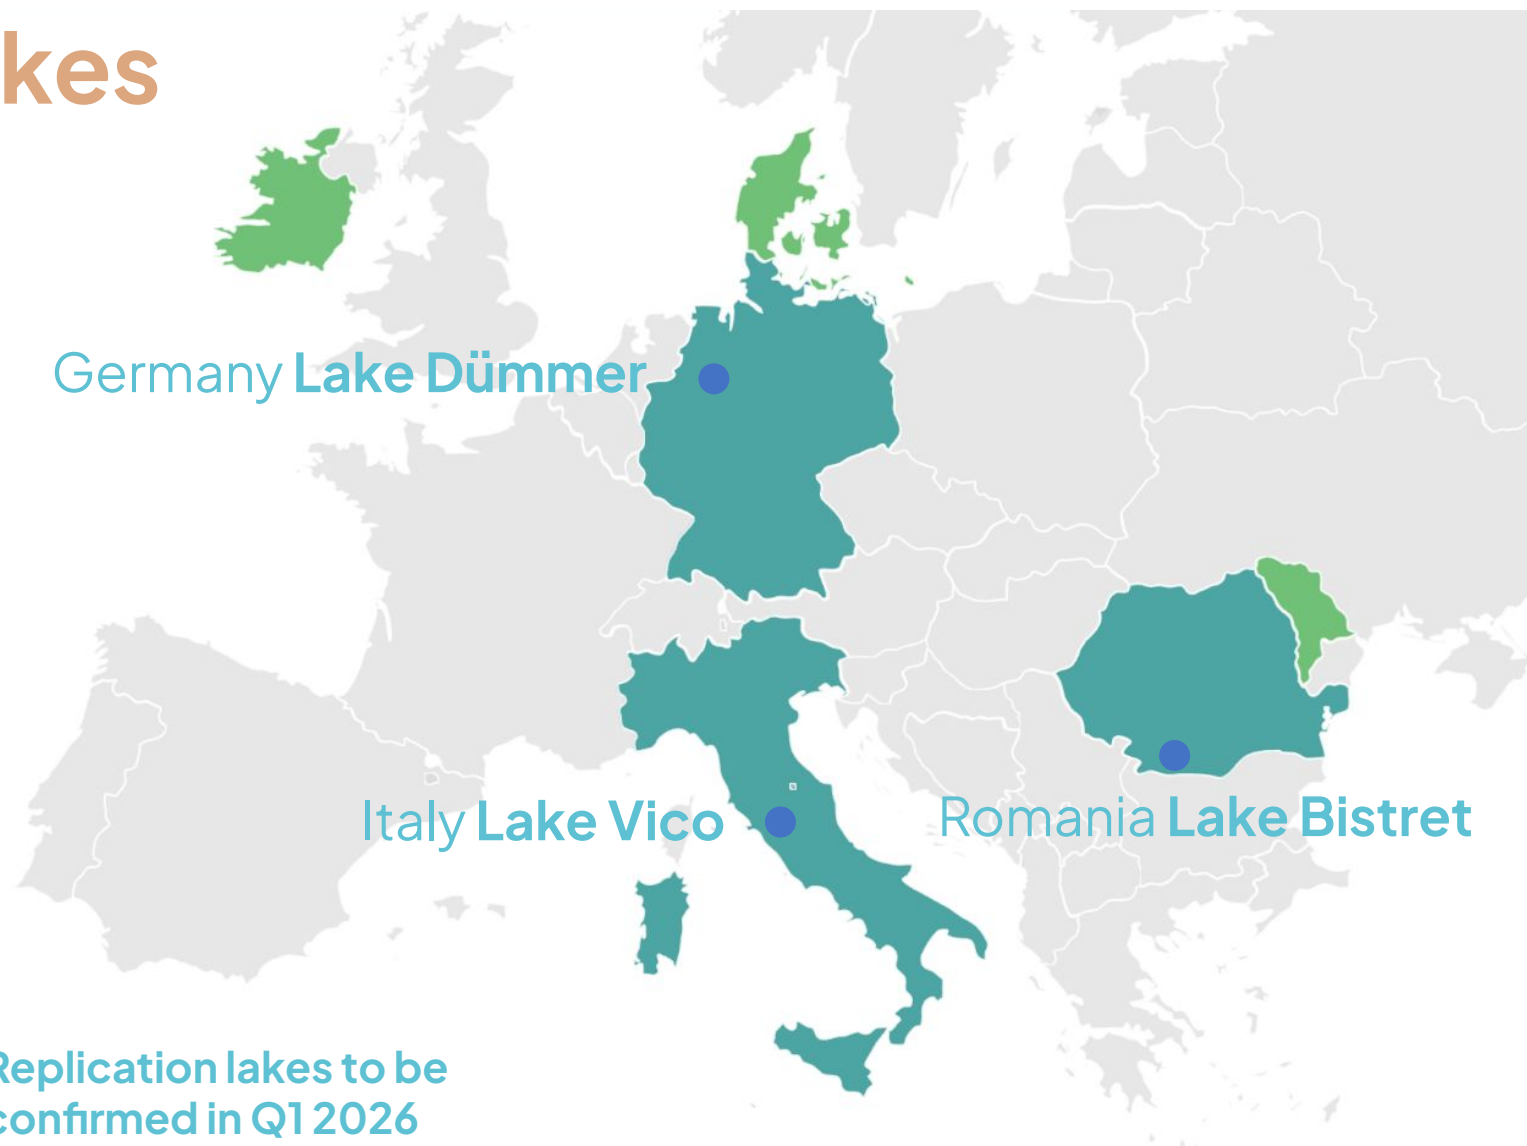 kes
Germany Lake Dümmer
Italy Lake Vico
Romania Lake Bistret
Replication lakes to be
confirmed in Q1 2026